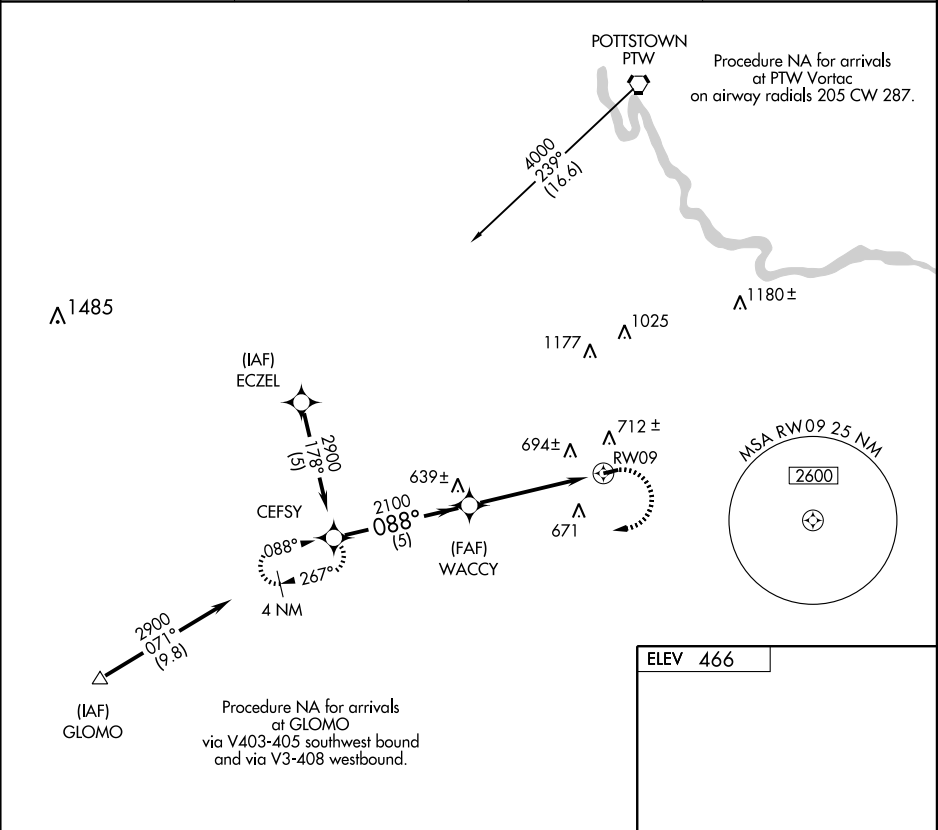 POTTSTOWN
PTW
Procedure NA for arrivals
at PTW Vortac
on airway radials 205 CW 287.
4000
239°
(16.6)
1485
1180 ±
1025
1177
(IAF)
ECZEL
2900
178°
(5)
712 ±
694±
RW09
639±
671
MSA RW09 25 NM
2600
CEFSY
2100
088°
(5)
(FAF)
WACCY
088°
267°
4 NM
2900
071°
(9.8)
(IAF)
GLOMO
Procedure NA for arrivals
at GLOMO
via V403-405 southwest bound
and via V3-408 westbound.
ELEV 466